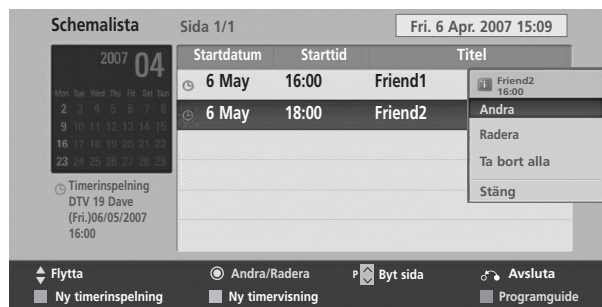 Schemalista
Sida 1/1
Fri. 6 Apr. 2007 15:09
2007 04
Mon Tue Wed Thu Fri Sat Sun
2 3 4 5 6 7 8
9 10 11 12 13 14 15
16 17 18 19 20 21 22
23 24 25 26 27 28 29
Timerinspelning
DTV 19 Dave
(Fri.)06/05/2007
16:00
Startdatum Starttid Titel
6 May 16:00 Friend1
6 May 18:00 Friend2
Friend2
16:00
Andra
Radera
Ta bort alla
Stäng
Flytta
Andra/Radera
P Byt sida
Avsluta
Ny timerinspelning
Ny timervisning
Programguide